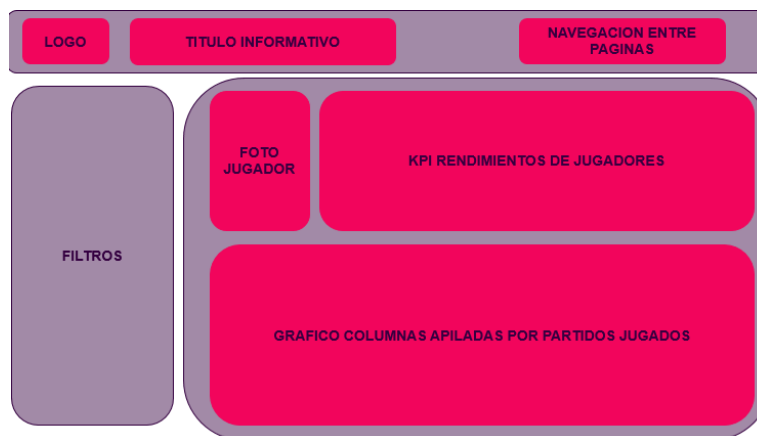 LOGO
TITULO INFORMATIVO
NAVEGACION ENTRE
PAGINAS
FOTO
JUGADOR
KPI RENDIMIENTOS DE JUGADORES
FILTROS
GRAFICO COLUMNAS APILADAS POR PARTIDOS JUGADOS